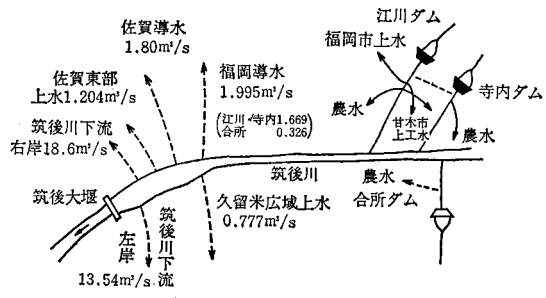 江川ダム
福岡市上水
寺内ダム
農水
甘木市
上工水
農水
佐賀導水
1.80m³/s
福岡導水
1.995m³/s
(江川・寺内1.669
合所 0.326)
佐賀東部
上水1.204m³/s
筑後川下流
右岸18.6m³/s
筑後大堰
筑後川
農水
合所ダム
久留米広域上水
0.777m³/s
筑後川下流
左岸
13.54m³/s